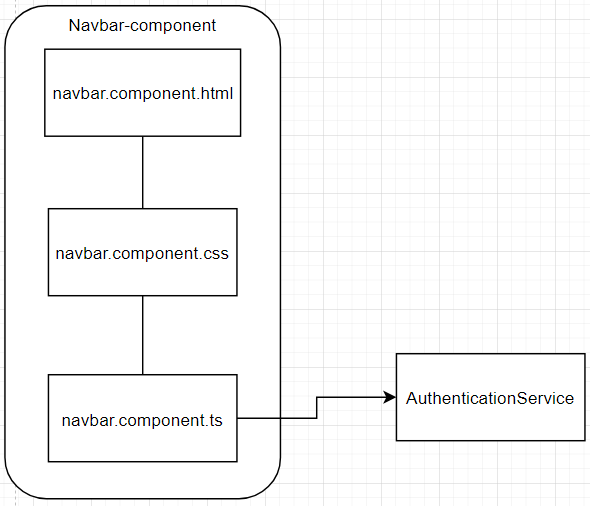 Navbar-component
navbar.component.html
navbar.component.css
navbar.component.ts
AuthenticationService